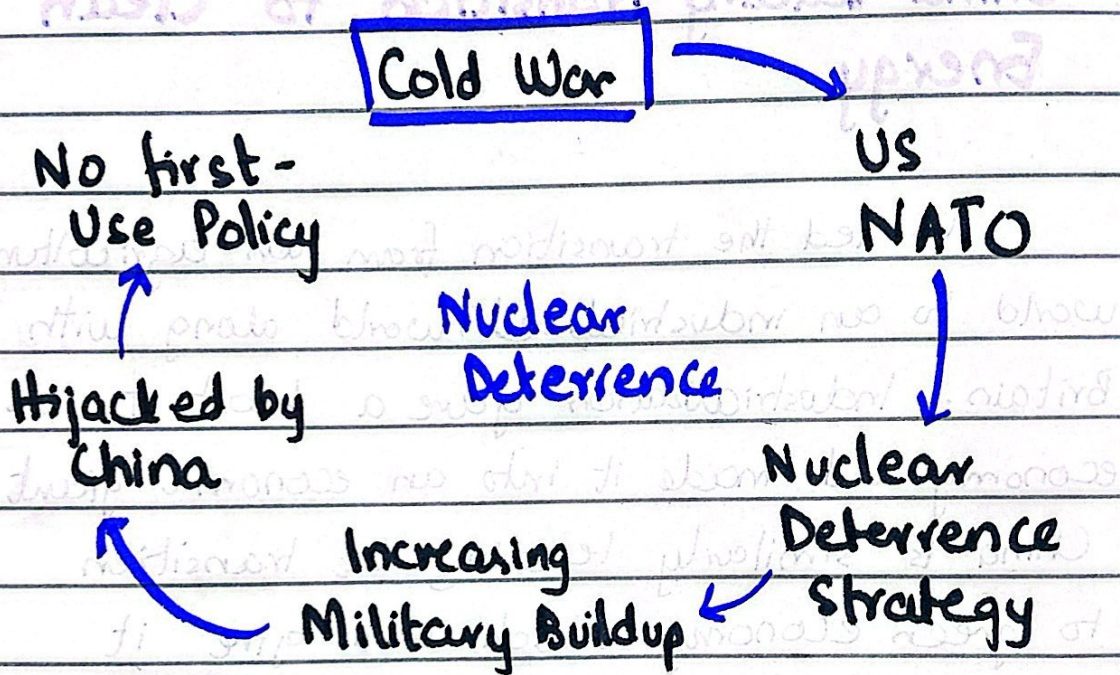 Cold War
US
NATO
Nuclear
Deterrence
Strategy
Increasing
Military Buildup
Hijacked by
China
No first-
Use Policy
Nuclear
Deterrence